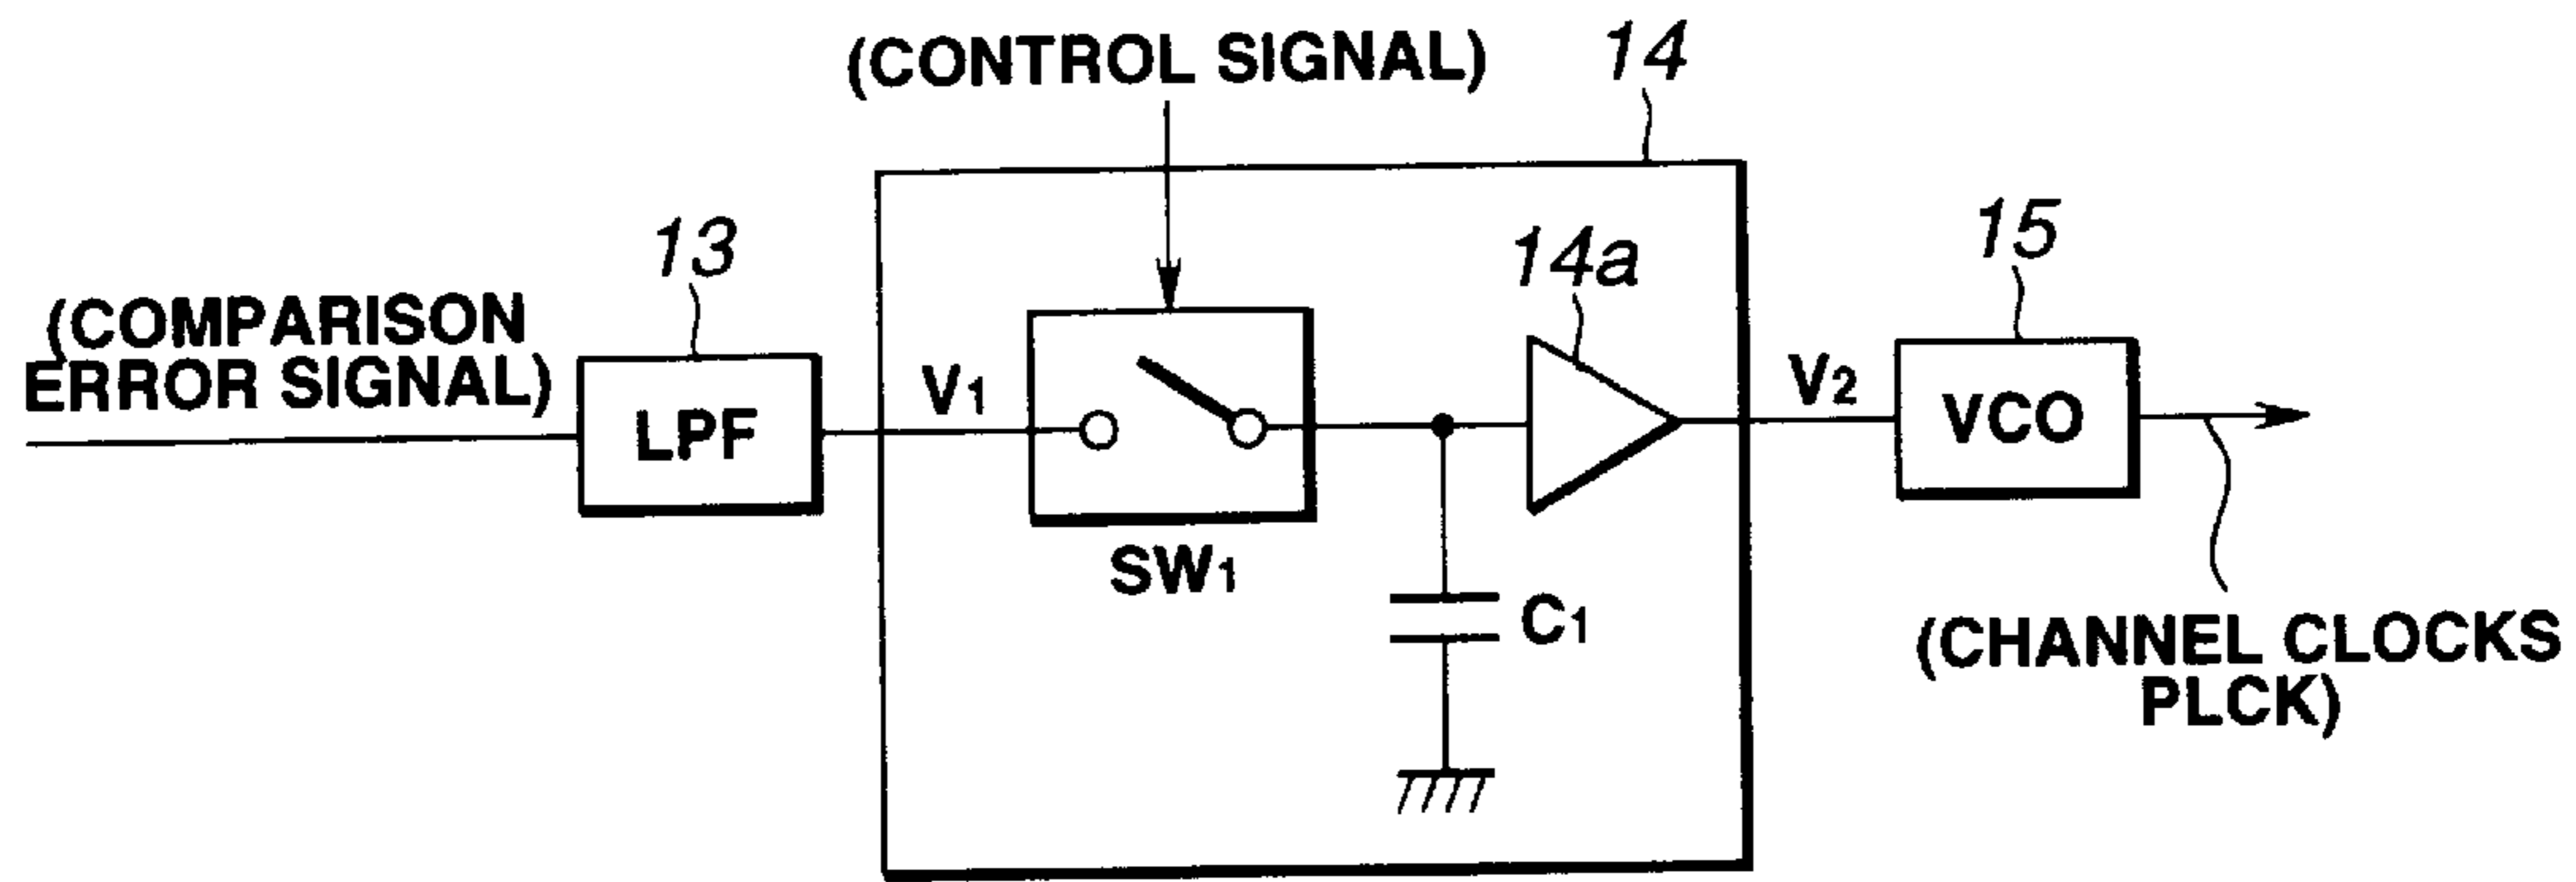 (CONTROL SIGNAL)
14
13
14a
15
(COMPARISON
ERROR SIGNAL)
LPF
V1
SW1
C1
V2
VCO
(CHANNEL CLOCKS
PLCK)